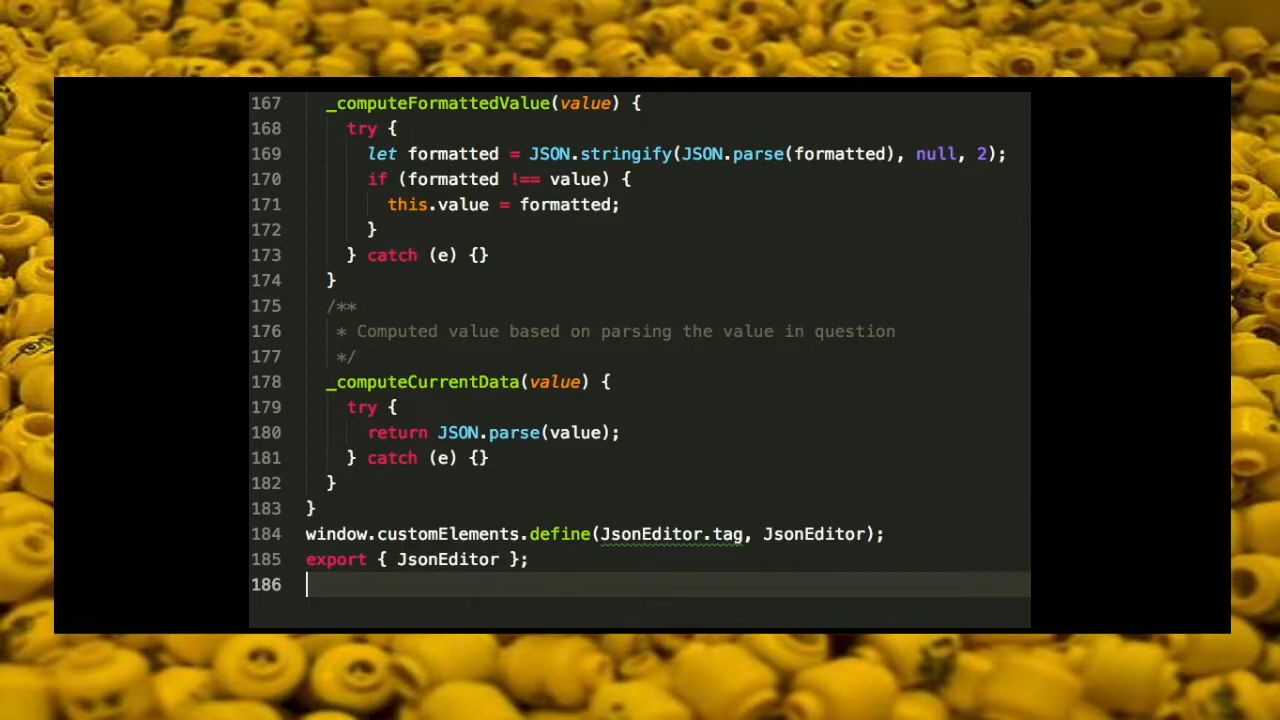 167 _computeFormattedValue(value) {
168 try {
169 let formatted = JSON.stringify(JSON.parse(formatted), null, 2);
170 if (formatted !== value) {
171 this.value = formatted;
172 }
173 } catch (e) {}
174 }
175 /**
176 * Computed value based on parsing the value in question
177 */
178 _computeCurrentData(value) {
179 try {
180 return JSON.parse(value);
181 } catch (e) {}
182 }
183 }
184 window.customElements.define(JsonEditor.tag, JsonEditor);
185 export { JsonEditor };
186